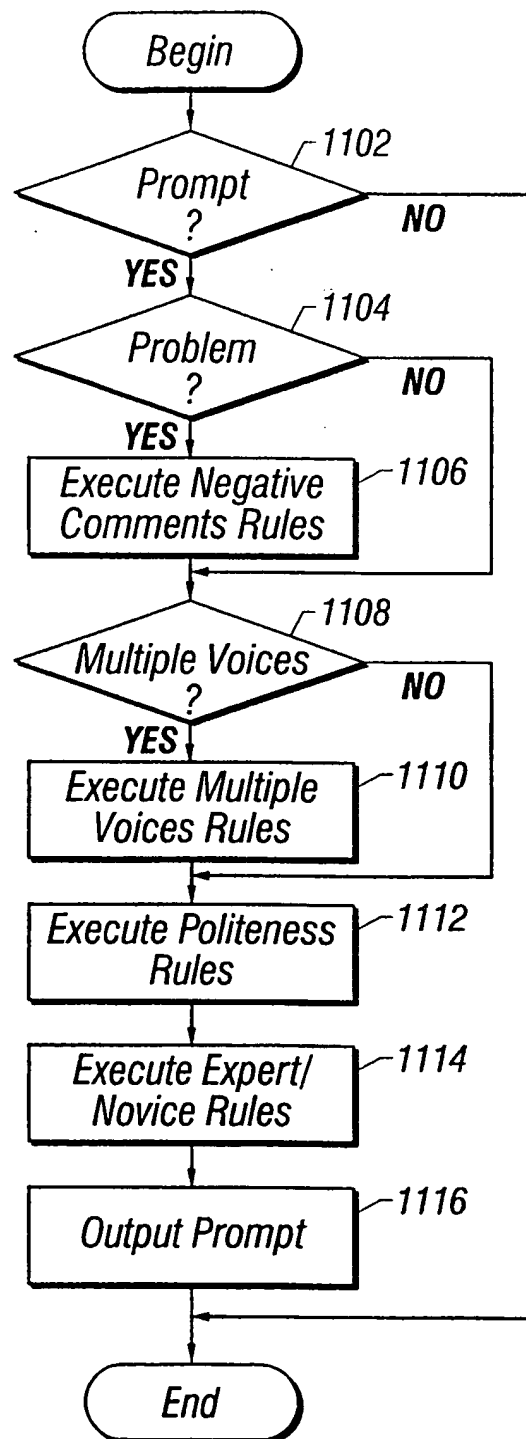 Begin
1102
Prompt
?
NO
YES
1104
Problem
?
NO
YES
Execute Negative
Comments Rules
1106
1108
Multiple Voices
?
NO
YES
Execute Multiple
Voices Rules
1110
Execute Politeness
Rules
1112
Execute Expert/
Novice Rules
1114
Output Prompt
1116
End